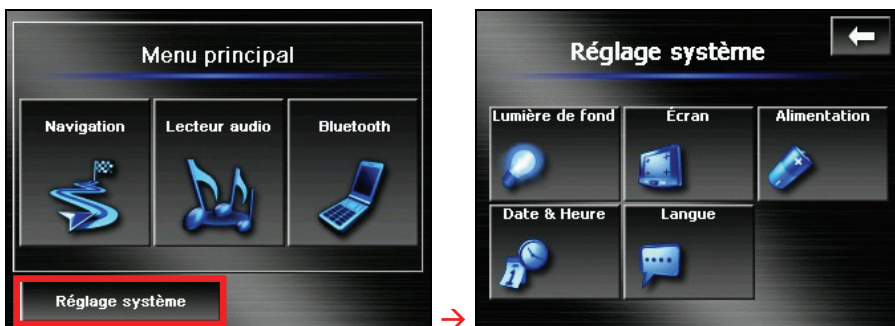 Menu principal
Navigation
Lecteur audio
Bluetooth
Réglage système
→
Réglage système
Lumière de fond
Écran
Alimentation
Date & Heure
Langue